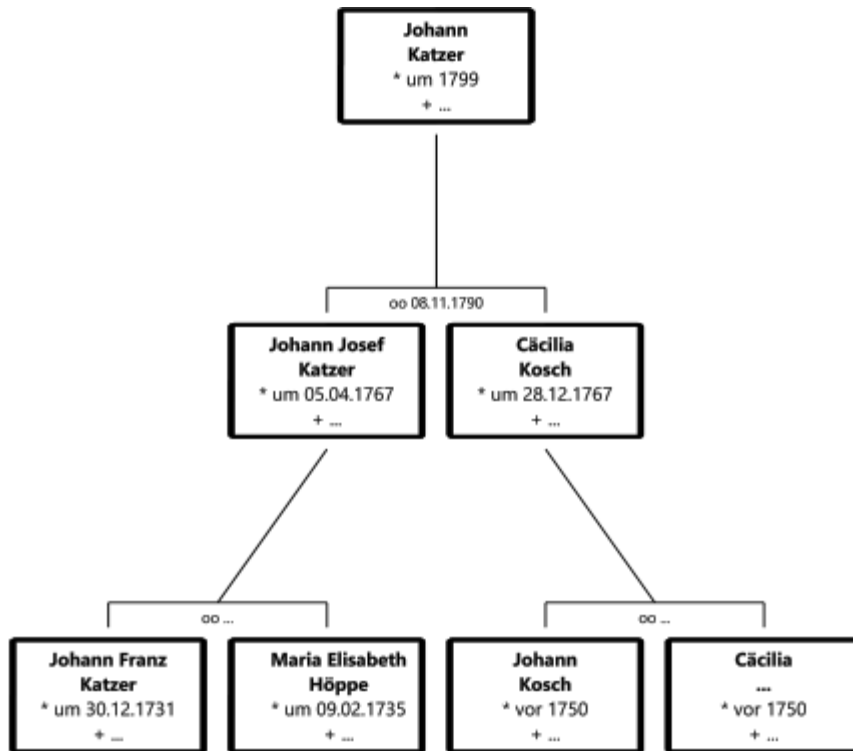 Johann
Katzer
* um 1799
+ ...
oo 08.11.1790
Johann Josef
Katzer
* um 05.04.1767
+ ...
Cäcilia
Kosch
* um 28.12.1767
+ ...
oo ...
oo ...
Johann Franz
Katzer
* um 30.12.1731
+ ...
Maria Elisabeth
Höppe
* um 09.02.1735
+ ...
Johann
Kosch
* vor 1750
+ ...
Cäcilia
...
* vor 1750
+ ...